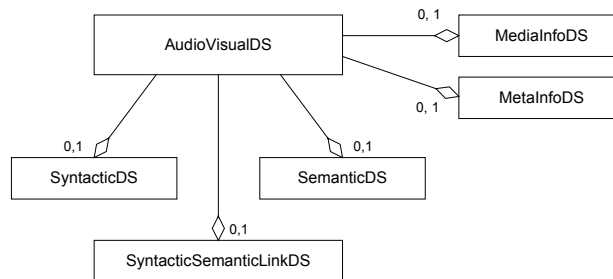 0, 1
AudioVisualDS
MediaInfoDS
MetaInfoDS
0, 1
0,1
0,1
SyntacticDS
SemanticDS
0,1
SyntacticSemanticLinkDS